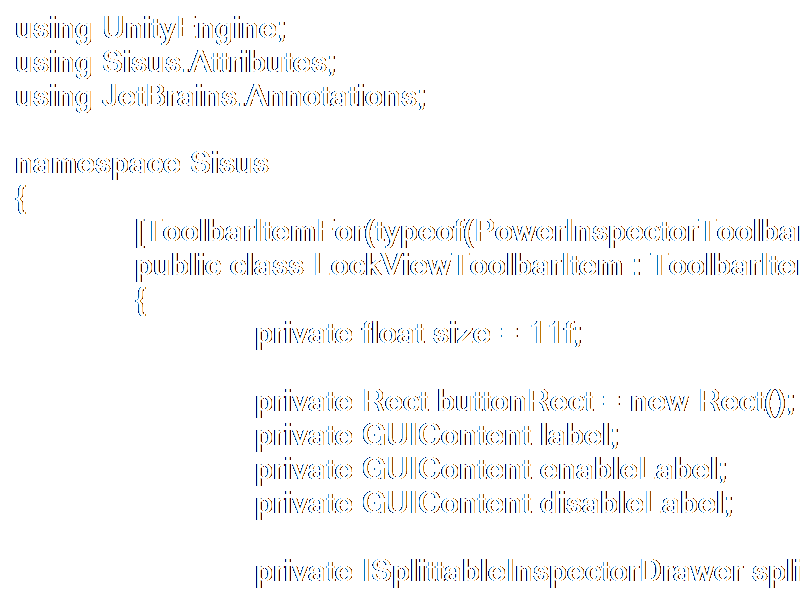 using UnityEngine;
using Sisus.Attributes;
using JetBrains.Annotations;
namespace Sisus
{
[ToolbarItemFor(typeof(PowerInspectorToolbar
public class LockViewToolbarItem : ToolbarIte
{
private float size = 11f;
private Rect buttonRect = new Rect();
private GUIContent label;
private GUIContent enableLabel;
private GUIContent disableLabel;
private ISplittableInspectorDrawer spli